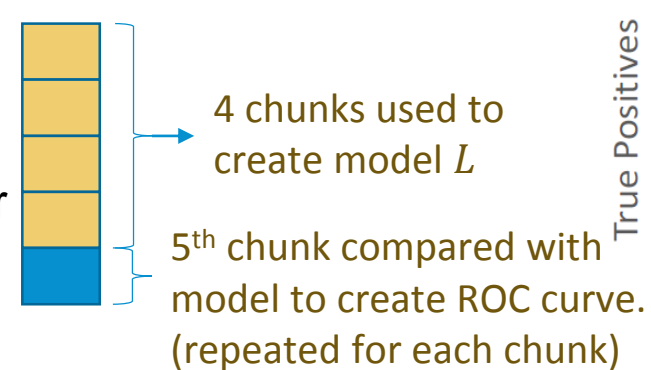 4 chunks used to
create model L
5th chunk compared with
model to create ROC curve.
(repeated for each chunk)
True Positives
r